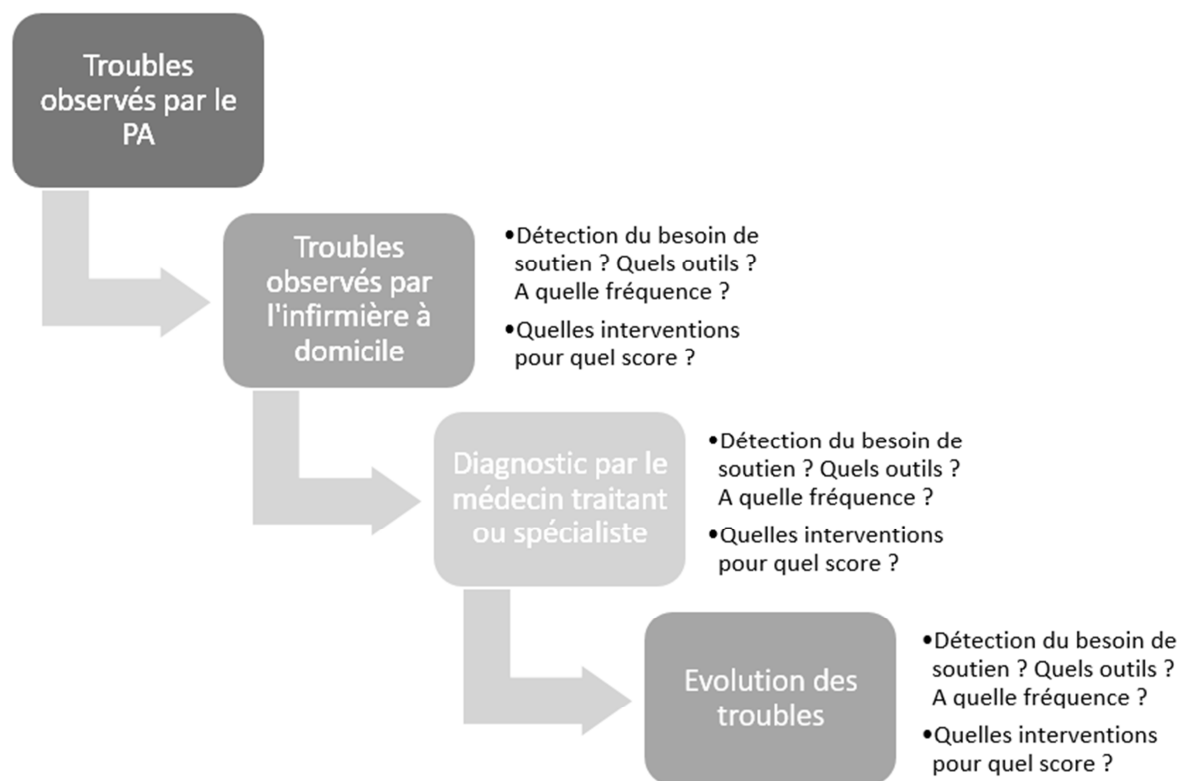 Troubles
observés par le
PA
Troubles
observés par
l'infirmière à
domicile
•Détection du besoin de
soutien ? Quels outils ?
A quelle fréquence ?
•Quelles interventions
pour quel score ?
Diagnostic par le
médecin traitant
ou spécialiste
•Détection du besoin de
soutien ? Quels outils ?
A quelle fréquence ?
•Quelles interventions
pour quel score ?
Evolution des
troubles
•Détection du besoin de
soutien ? Quels outils ?
A quelle fréquence ?
•Quelles interventions
pour quel score ?